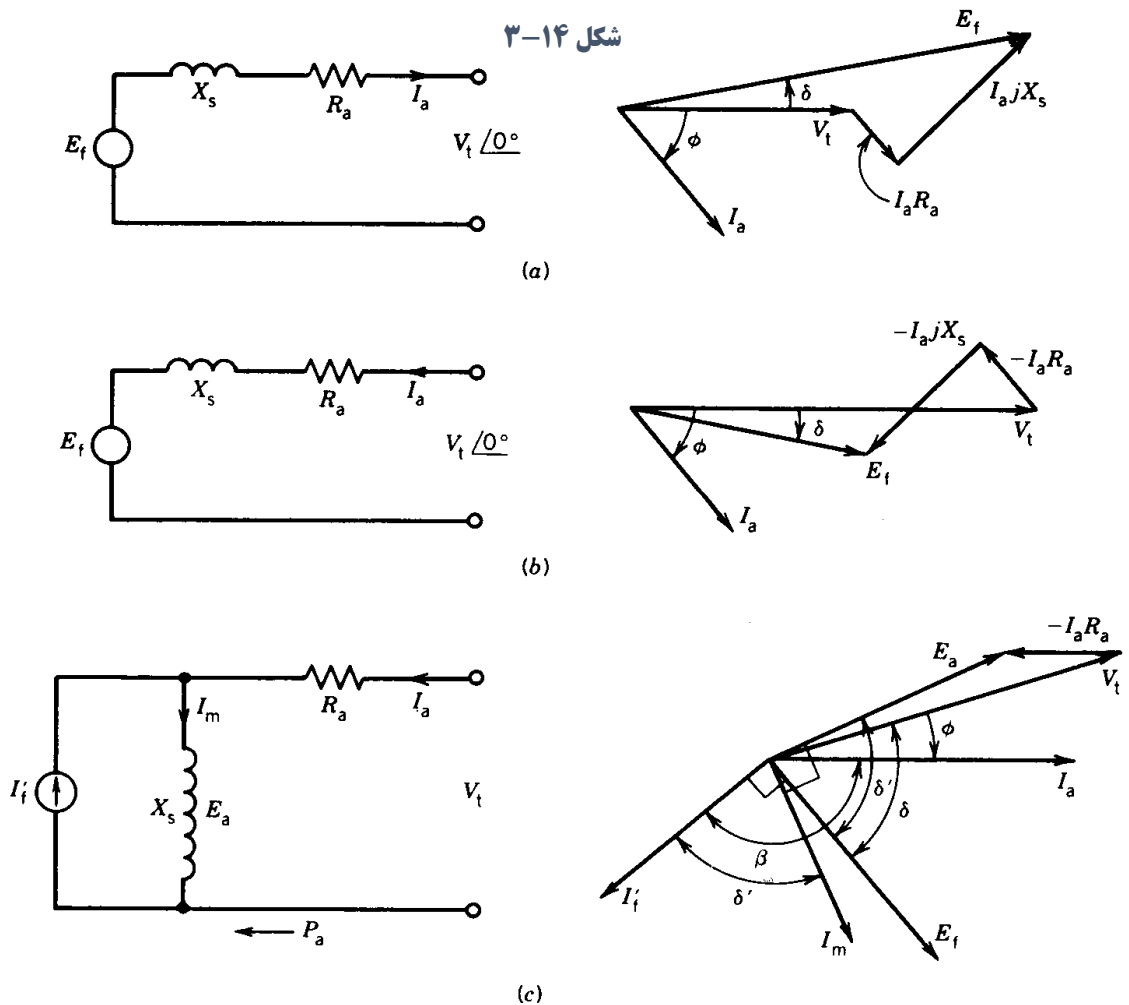 شکل ۱۴-۳
X_s
R_a
I_a
E_f
V_t /0°
E_f
δ
V_t
I_a jX_s
ϕ
I_a R_a
I_a
(a)
X_s
R_a
I_a
E_f
V_t /0°
-I_a jX_s
-I_a R_a
δ
V_t
ϕ
E_f
I_a
(b)
R_a
I_a
I_m
I'_f
X_s
E_a
V_t
P_a
-I_a R_a
E_a
V_t
ϕ
I_a
δ'
δ
β
δ'
I'_f
I_m
E_f
(c)